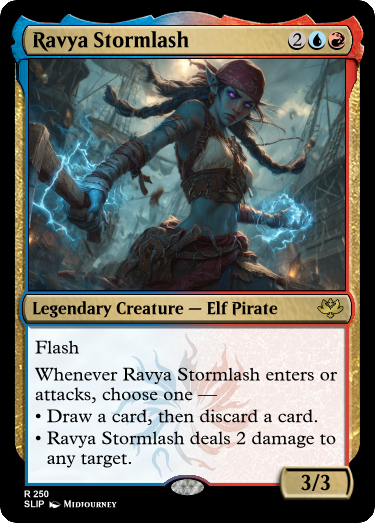 Ravya Stormlash 2
Legendary Creature — Elf Pirate
Flash
Whenever Ravya Stormlash enters or
attacks, choose one —
• Draw a card, then discard a card.
• Ravya Stormlash deals 2 damage to
any target.
3/3
R 250
SLIP Midjourney